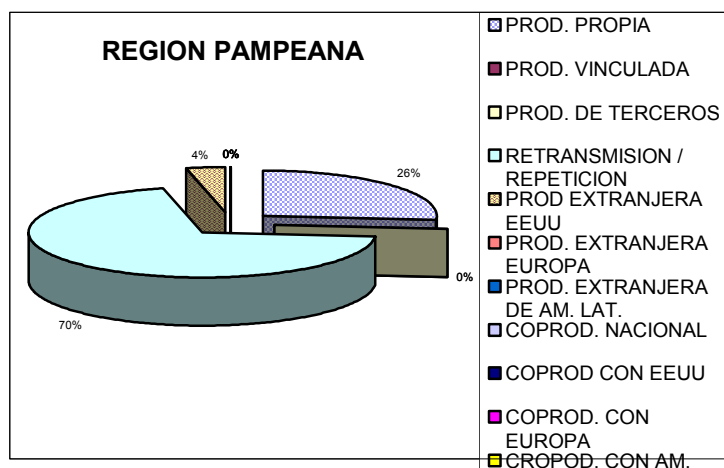 REGION PAMPEANA
4%
0%
26%
0%
70%
PROD. PROPIA
PROD. VINCULADA
PROD. DE TERCEROS
RETRANSMISION /
REPETICION
PROD EXTRANJERA
EEUU
PROD. EXTRANJERA
EUROPA
PROD. EXTRANJERA
DE AM. LAT.
COPROD. NACIONAL
COPROD CON EEUU
COPROD. CON
EUROPA
CROPOD. CON AM.